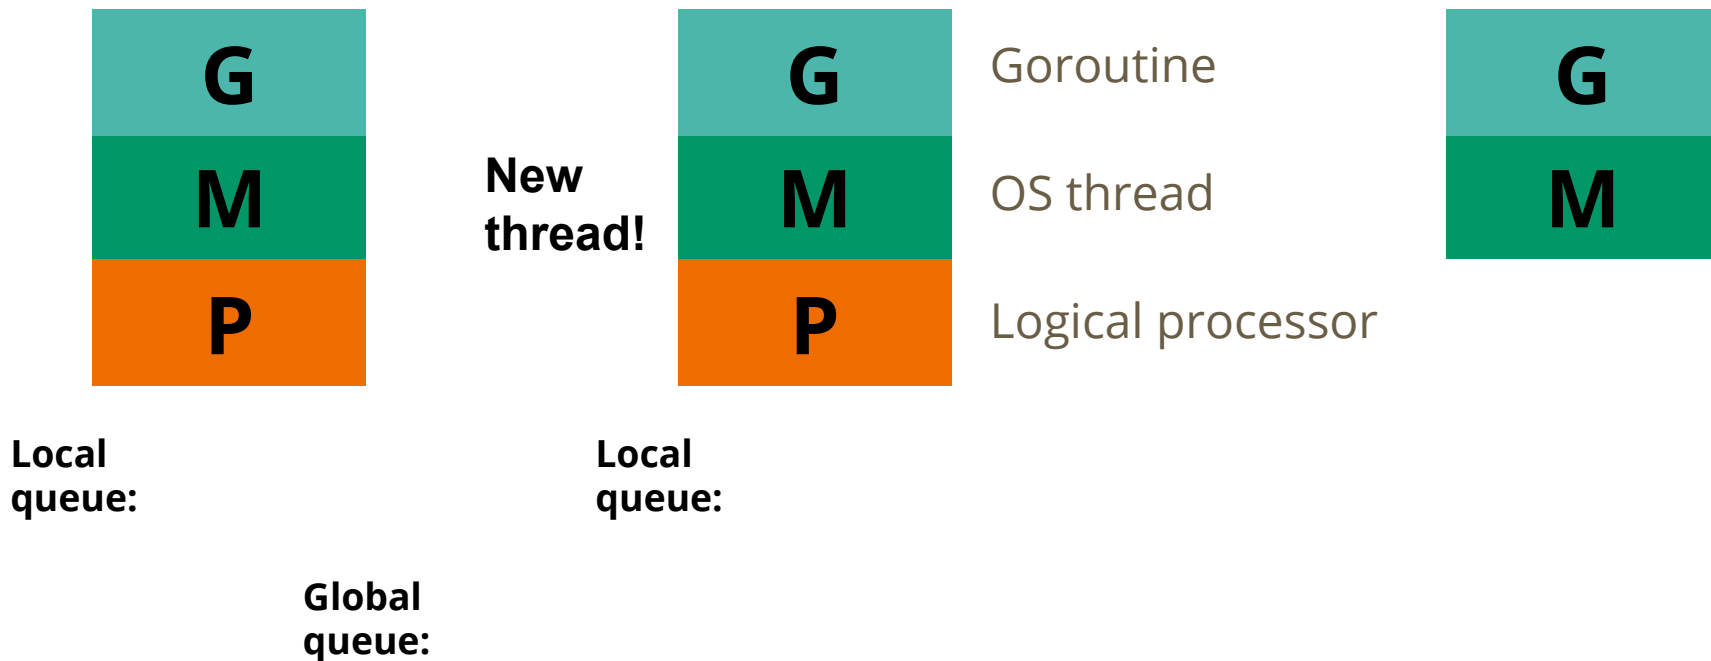 G
M
P
New
thread!
G
M
P
Goroutine
OS thread
Logical processor
G
M
Local
queue:
Local
queue:
Global
queue: